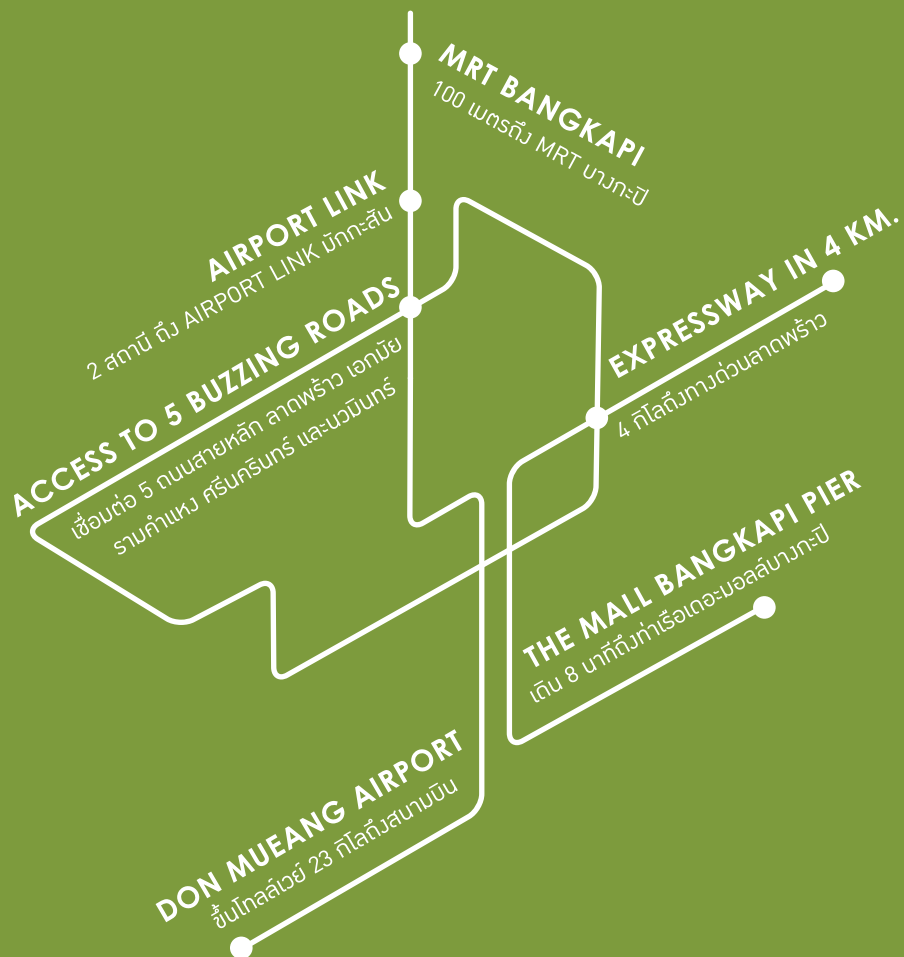 MRT BANGKAPI
100 เมตรถึง MRT บางกะปิ
AIRPORT LINK
2 สถานี ถึง AIRPORT LINK มักกะสัน
EXPRESSWAY IN 4 KM.
4 กิโลถึงทางด่วนลาดพร้าว
ACCESS TO 5 BUZZING ROADS
เชื่อมต่อ 5 ถนนสายหลัก ลาดพร้าว เอกมัย
รามคำแหง ศรีนครินทร์ และนวมินทร์
THE MALL BANGKAPI PIER
เดิน 8 นาทีถึงท่าเรือเดอะมอลล์บางกะปิ
DON MUEANG AIRPORT
ขึ้นโทลล์เวย์ 23 กิโลถึงสนามบิน